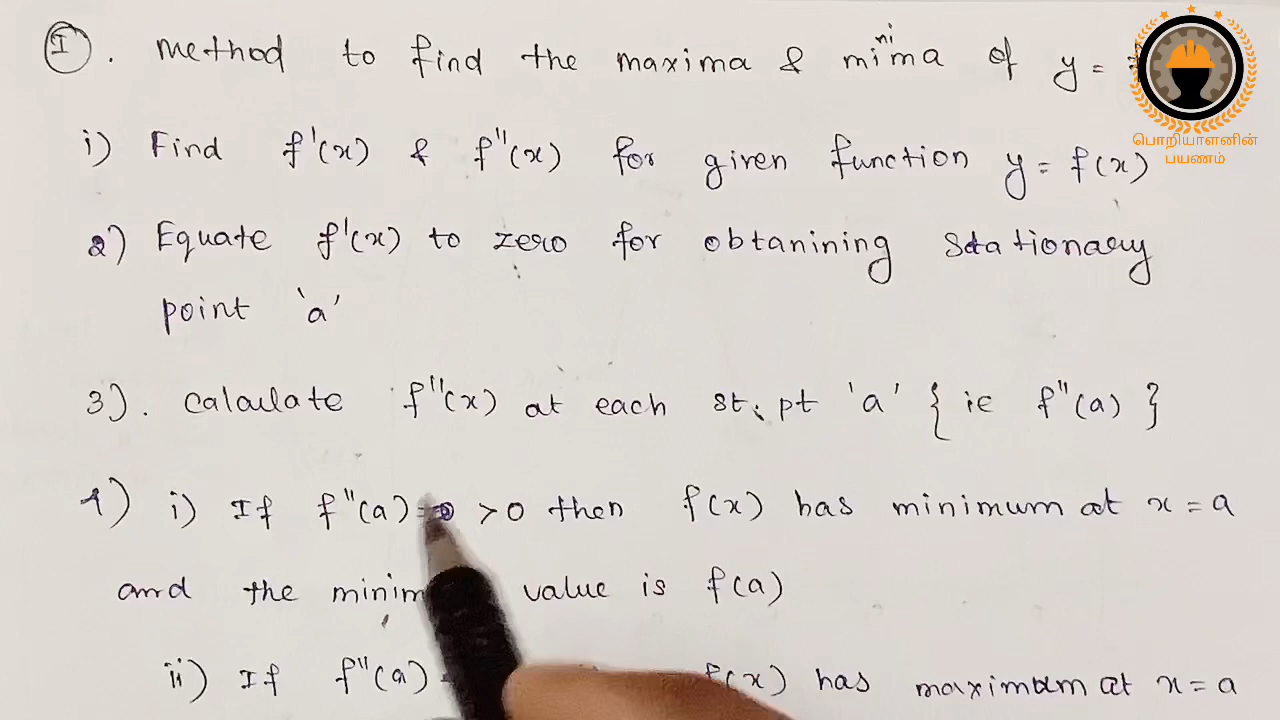 I. Method to find the maxima & minima of y =
i) Find f'(x) & f''(x) for given function y = f(x)
2) Equate f'(x) to zero for obtanining stationary
point 'a'
3). calculate f''(x) at each st. pt 'a' {ie f''(a)}
4) i) If f''(a) > 0 then f(x) has minimum at x = a
and the value is f(a)
ii) If f''(a) f(x) has maximum at x = a
பொறியாளனின்
பயணம்